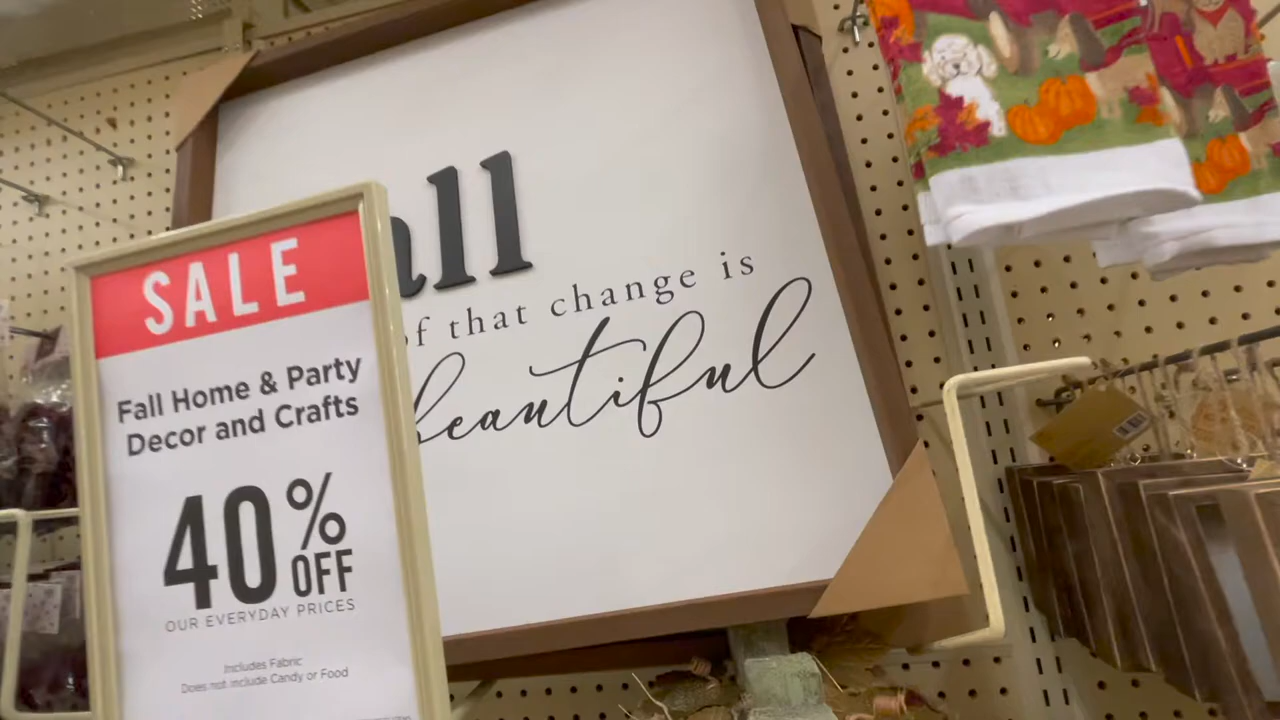 SALE
Fall Home & Party
Decor and Crafts
40% OFF
OUR EVERYDAY PRICES
Includes Fabric
Does not include Candy or Food
all
of that change is
beautiful